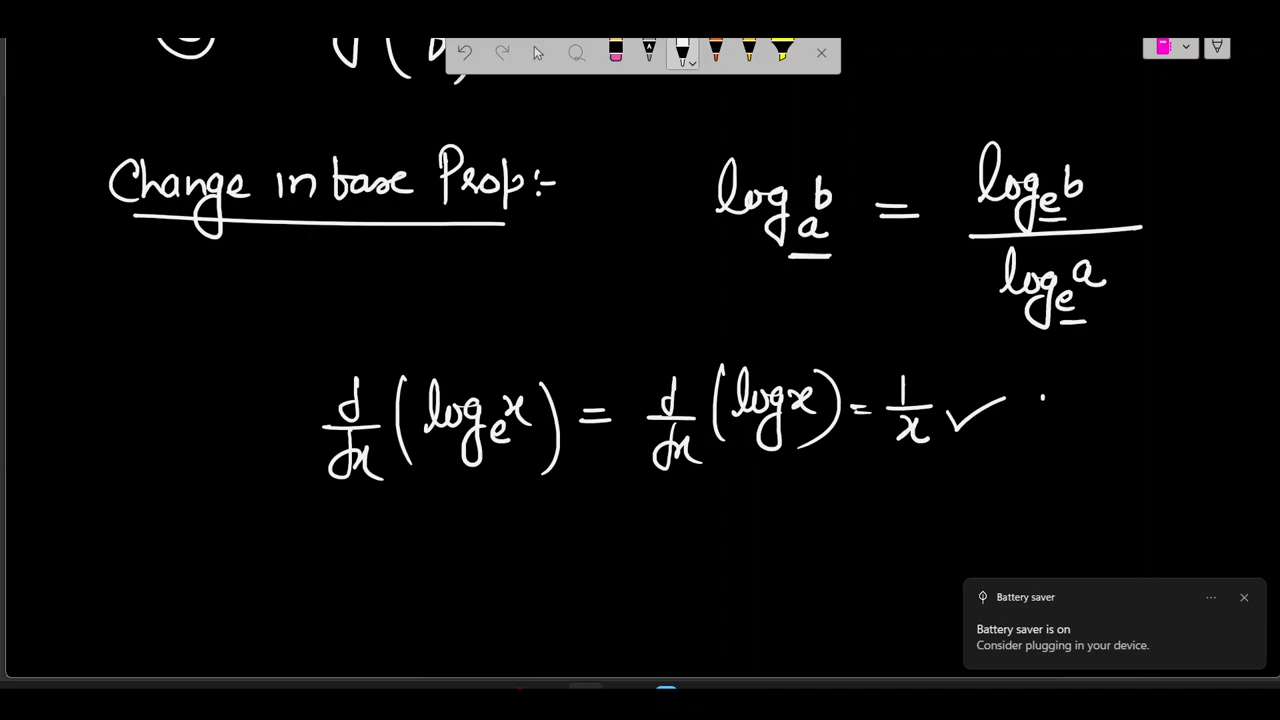 Change in base Prop:-
log_a b = log_e b / log_e a
d/dx (log_e x) = d/dx (log x) = 1/x ✓
Battery saver
Battery saver is on
Consider plugging in your device.